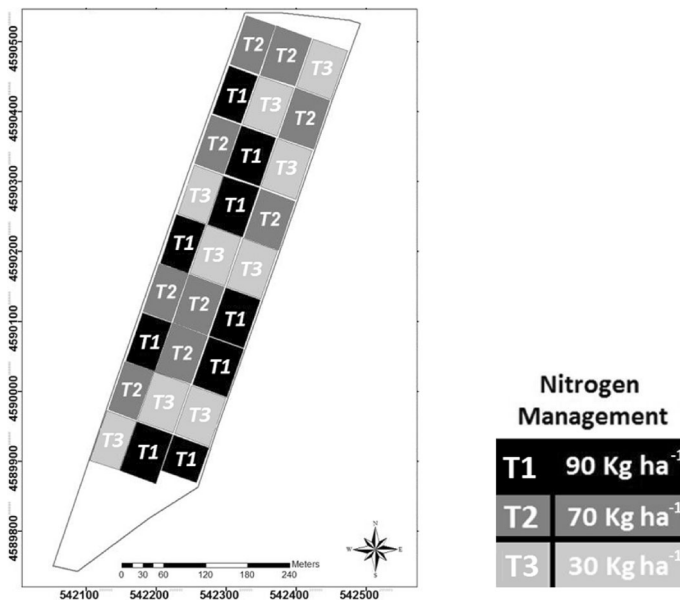 4590500
4590400
4590300
4590200
4590100
4590000
4589900
4589800
T2 T2 T3
T1 T3 T2
T2 T1 T3
T3 T1 T2
T1 T3 T3
T2 T2 T1
T1 T2 T1
T2 T3 T3
T3 T1 T1
N
W E
S
Meters
0 30 60 120 180 240
542100 542200 542300 542400 542500
Nitrogen
Management
T1 90 Kg ha⁻¹
T2 70 Kg ha⁻¹
T3 30 Kg ha⁻¹